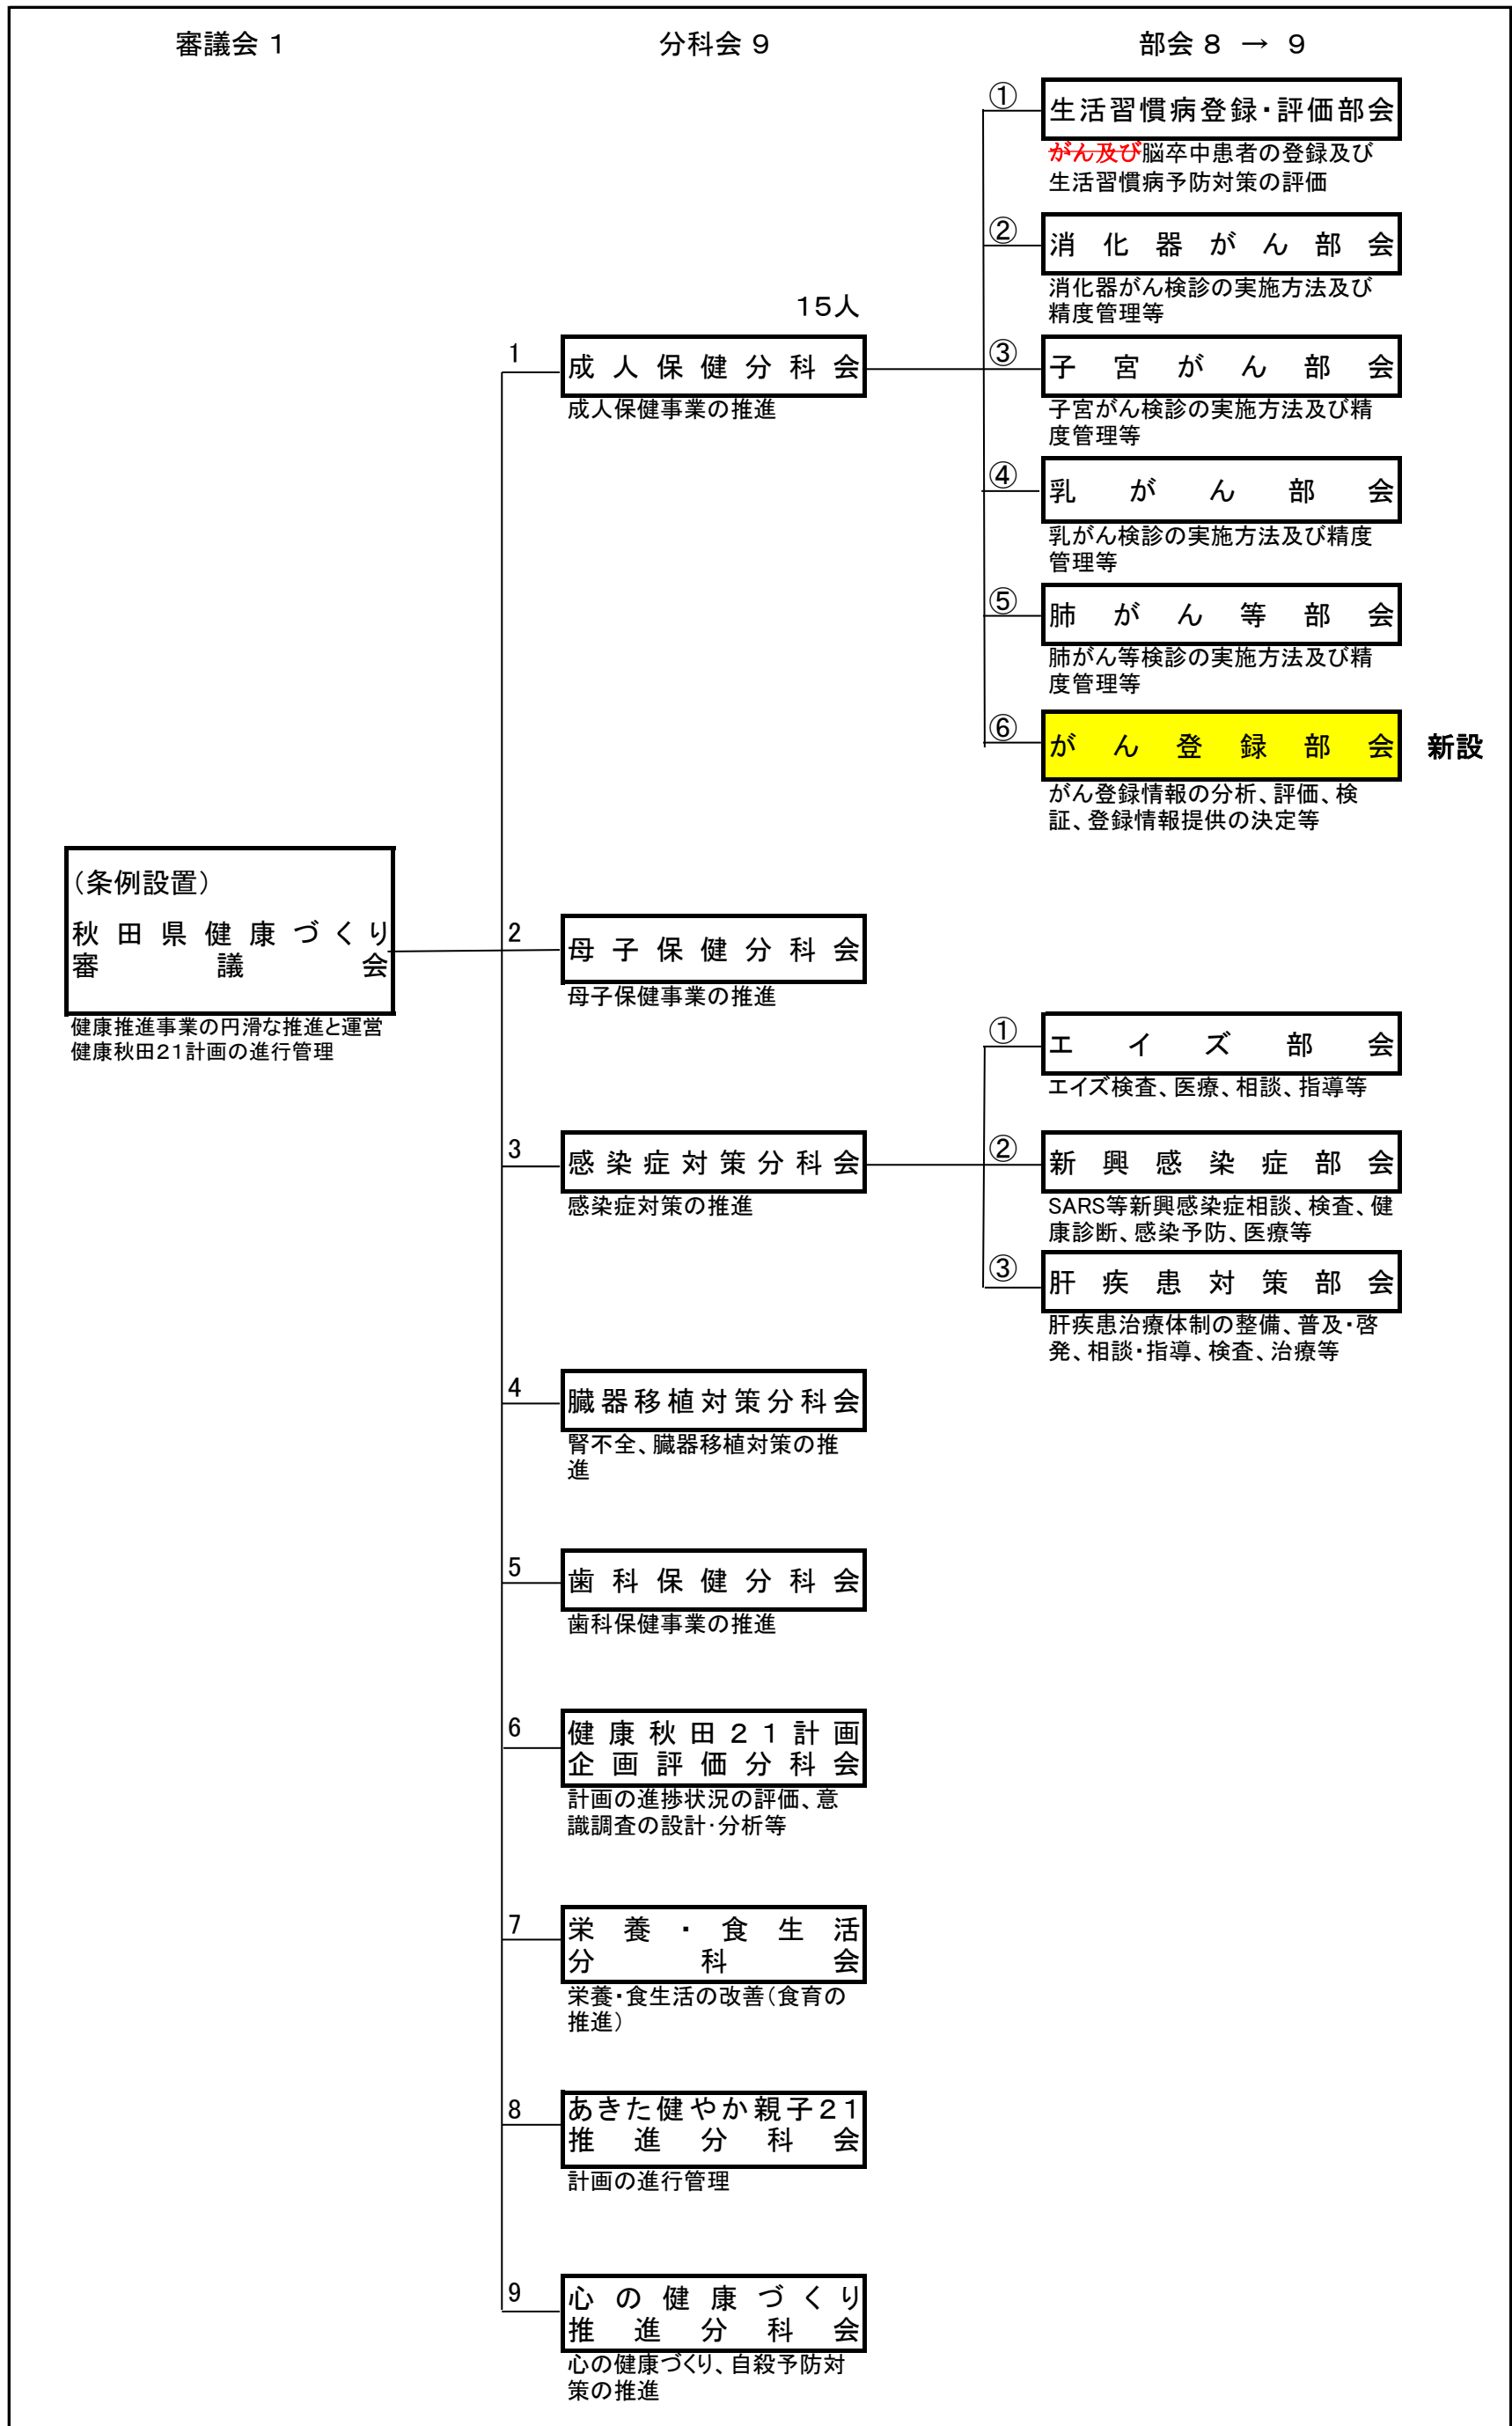 審議会 1
分科会 9
部会 8 → 9
15人
①
生活習慣病登録・評価部会
がん及び脳卒中患者の登録及び
生活習慣病予防対策の評価
②
消化器がん部会
消化器がん検診の実施方法及び
精度管理等
1
成人保健分科会
成人保健事業の推進
③
子宮がん部会
子宮がん検診の実施方法及び精
度管理等
④
乳がん部会
乳がん検診の実施方法及び精度
管理等
⑤
肺がん等部会
肺がん等検診の実施方法及び精
度管理等
⑥
がん登録部会
新設
がん登録情報の分析、評価、検
証、登録情報提供の決定等
(条例設置)
秋田県健康づくり
審議会
健康推進事業の円滑な推進と運営
健康秋田21計画の進行管理
2
母子保健分科会
母子保健事業の推進
①
エイズ部会
エイズ検査、医療、相談、指導等
3
感染症対策分科会
感染症対策の推進
②
新興感染症部会
SARS等新興感染症相談、検査、健
康診断、感染予防、医療等
③
肝疾患対策部会
肝疾患治療体制の整備、普及・啓
発、相談・指導、検査、治療等
4
臓器移植対策分科会
腎不全、臓器移植対策の推
進
5
歯科保健分科会
歯科保健事業の推進
6
健康秋田21計画
企画評価分科会
計画の進捗状況の評価、意
識調査の設計・分析等
7
栄養・食生活
分科会
栄養・食生活の改善(食育の
推進)
8
あきた健やか親子21
推進分科会
計画の進行管理
9
心の健康づくり
推進分科会
心の健康づくり、自殺予防対
策の推進